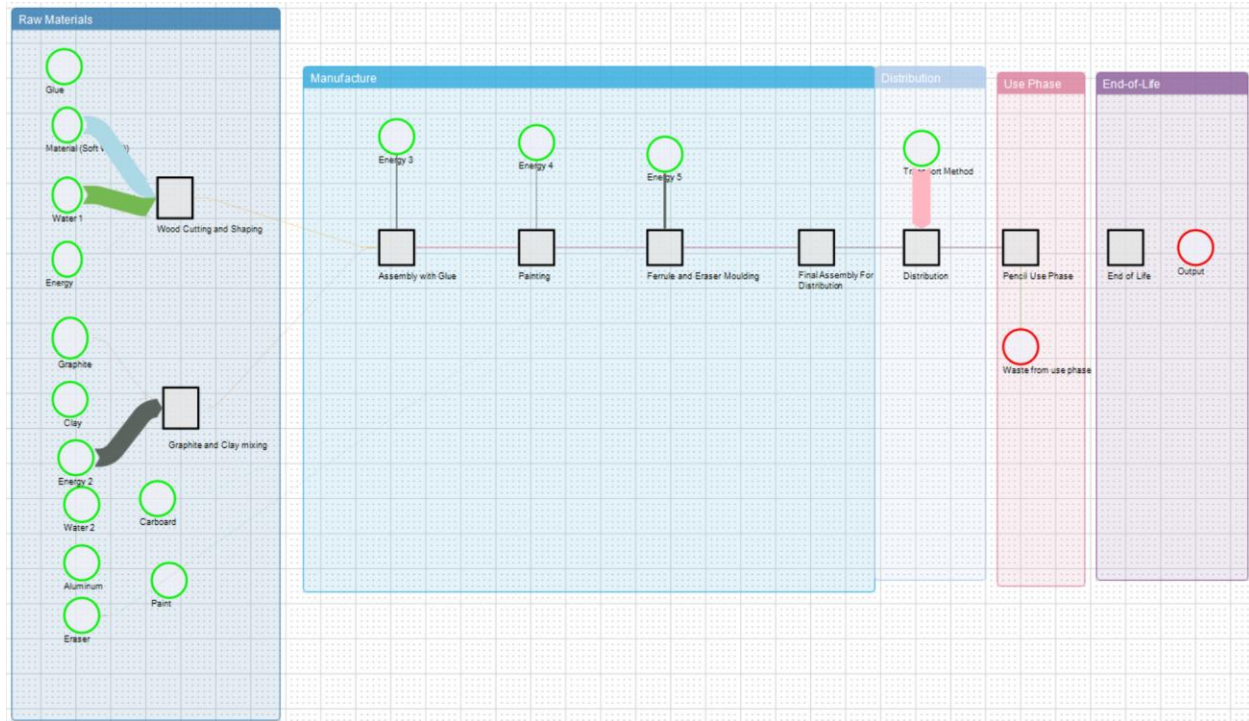 Raw Materials
Glue
Material (Soft
Water 1
Wood Cutting and Shaping
Energy
Graphite
Clay
Graphite and Clay mixing
Energy 2
Water 2
Carboard
Aluminum
Paint
Eraser
Manufacture
Energy 3
Energy 4
Energy 5
Assembly with Glue
Painting
Ferrule and Eraser Moulding
Final Assembly For
Distribution
Distribution
Transport Method
Distribution
Use Phase
Pencil Use Phase
Waste from use phase
End-of-Life
End of Life
Output